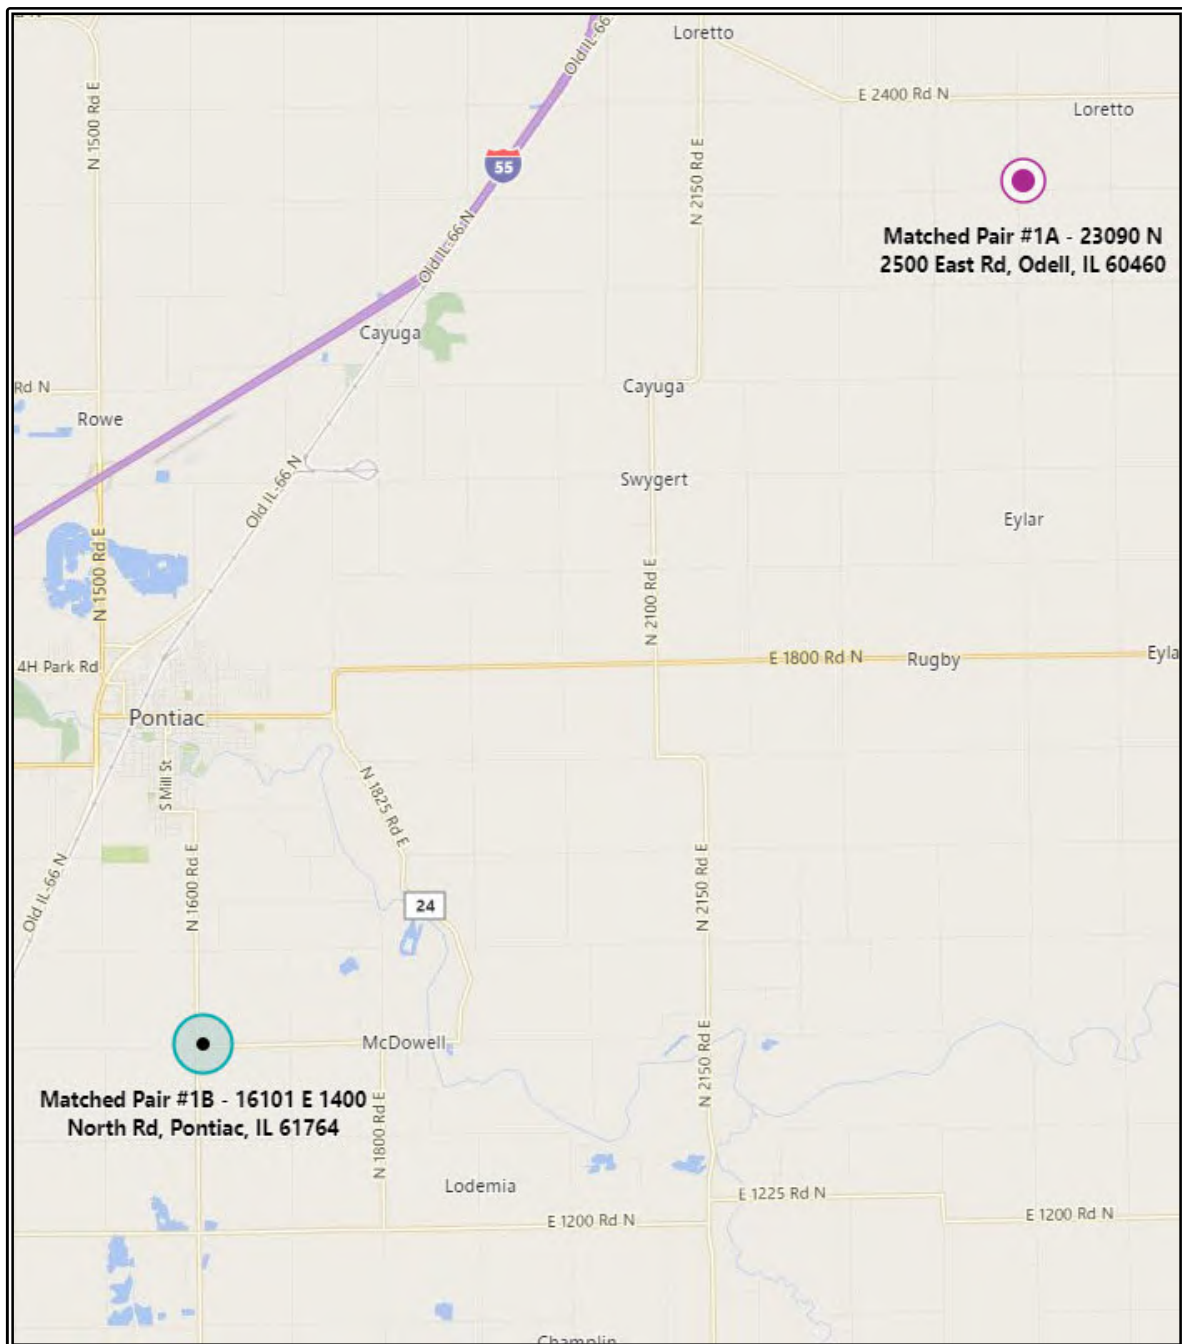 Old IL-66
Loretto
E 2400 Rd N
Loretto
N 1500 Rd E
55
N 2150 Rd E
Old IL-66 N
Matched Pair #1A - 23090 N
2500 East Rd, Odell, IL 60460
Cayuga
Rd N
Cayuga
Rowe
Swygert
Old IL-66 N
Eylar
N 1500 Rd E
N 2100 Rd E
4H Park Rd
E 1800 Rd N
Rugby
Eyla
Pontiac
S Mill St
N 1825 Rd E
Old IL-66 N
N 1600 Rd E
24
N 2150 Rd E
McDowell
N 2150 Rd E
Matched Pair #1B - 16101 E 1400
North Rd, Pontiac, IL 61764
N 1800 Rd E
Lodemia
E 1225 Rd N
E 1200 Rd N
E 1200 Rd N
Champlin